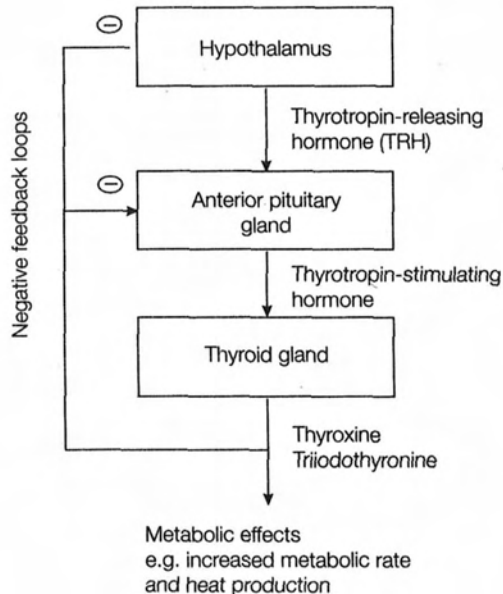 ⊖
Hypothalamus
Thyrotropin-releasing
hormone (TRH)
Negative feedback loops
⊖
Anterior pituitary
gland
Thyrotropin-stimulating
hormone
Thyroid gland
Thyroxine
Triiodothyronine
Metabolic effects
e.g. increased metabolic rate
and heat production